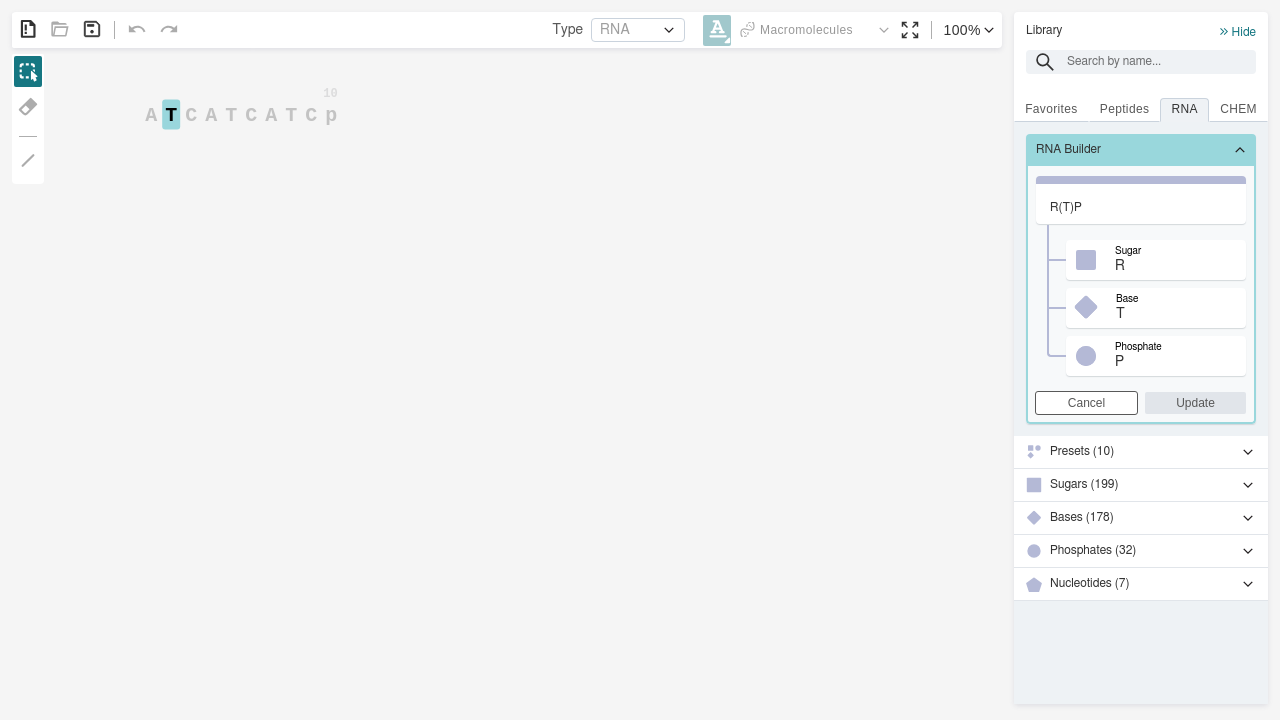 Type RNA Macromolecules 100%
Library
Hide
Search by name...
Favorites Peptides RNA CHEM
10
A T C A T C A T C p
RNA Builder
R(T)P
Sugar
R
Base
T
Phosphate
P
Cancel Update
Presets (10)
Sugars (199)
Bases (178)
Phosphates (32)
Nucleotides (7)